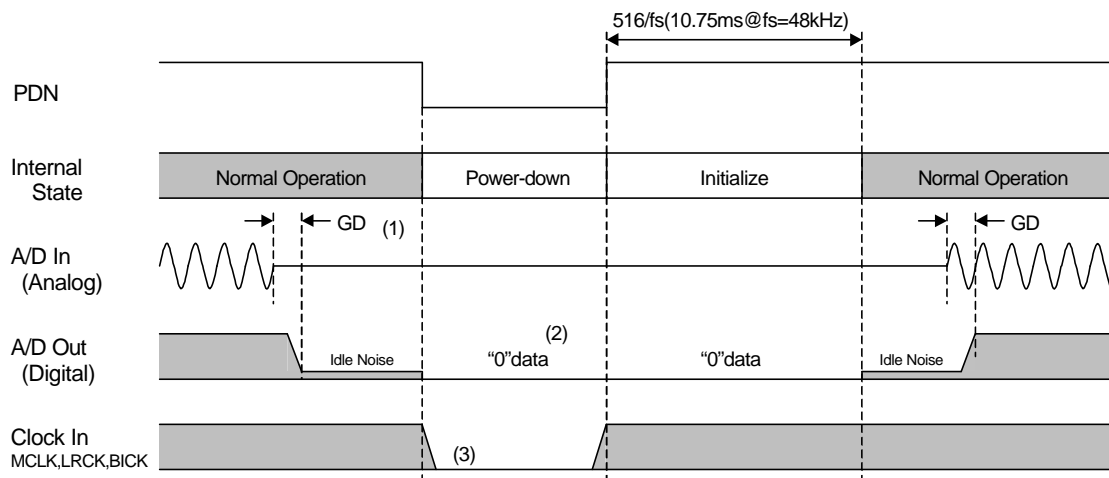 516/fs(10.75ms@fs=48kHz)
PDN
Internal
State
Normal Operation
Power-down
Initialize
Normal Operation
GD
(1)
GD
A/D In
(Analog)
A/D Out
(Digital)
Idle Noise
(2)
“0”data
“0”data
Idle Noise
Clock In
MCLK,LRCK,BICK
(3)